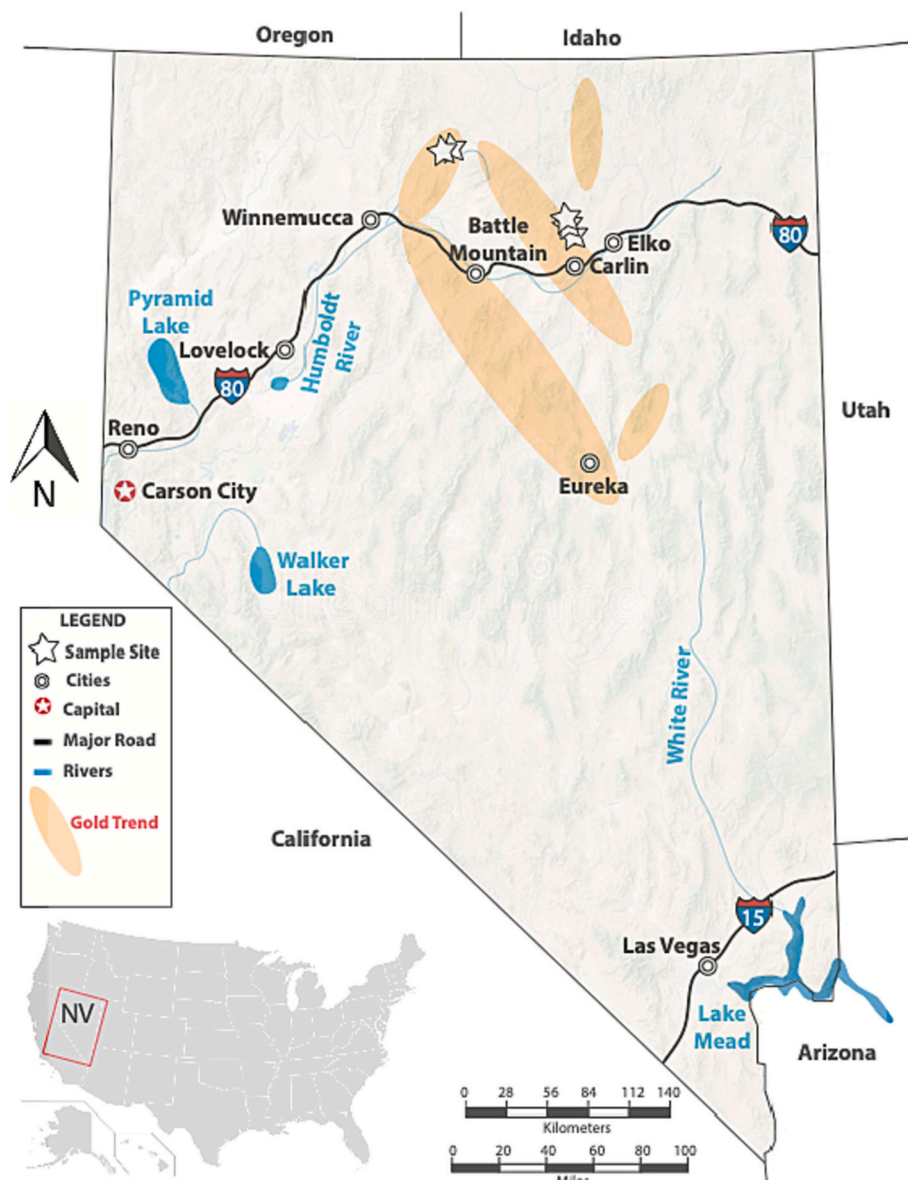 Oregon
Idaho
Winnemucca
Battle
Mountain
Elko
Carlin
80
Pyramid
Lake
Lovelock
Humboldt
River
80
Utah
Reno
N
Carson City
Eureka
Walker
Lake
LEGEND
Sample Site
Cities
Capital
Major Road
Rivers
Gold Trend
White River
California
15
Las Vegas
Lake
Mead
Arizona
NV
0 28 56 84 112 140
Kilometers
0 20 40 60 80 100
Miles